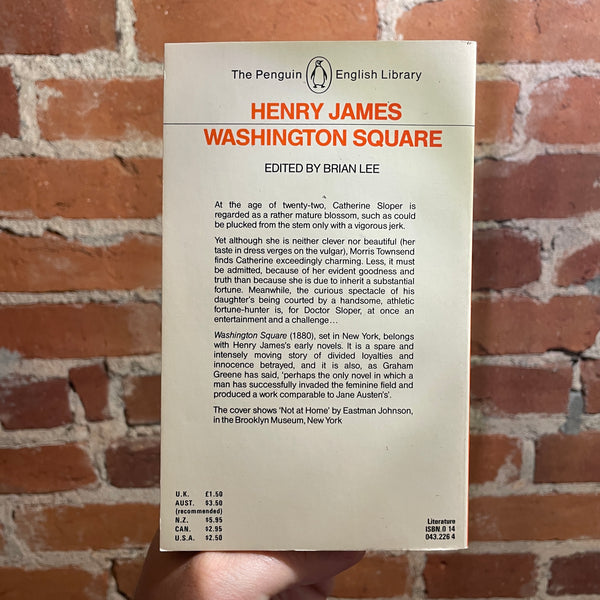 The Penguin English Library
HENRY JAMES
WASHINGTON SQUARE
EDITED BY BRIAN LEE
At the age of twenty-two, Catherine Sloper is
regarded as a rather mature blossom, such as could
be plucked from the stem only with a vigorous jerk.
Yet although she is neither clever nor beautiful (her
taste in dress verges on the vulgar), Morris Townsend
finds Catherine exceedingly charming. Less, it must
be admitted, because of her evident goodness and
truth than because she is due to inherit a substantial
fortune. Meanwhile, the curious spectacle of his
daughter's being courted by a handsome, athletic
fortune-hunter is, for Doctor Sloper, at once an
entertainment and a challenge...
Washington Square (1880), set in New York, belongs
with Henry James's early novels. It is a spare and
intensely moving story of divided loyalties and
innocence betrayed, and it is also, as Graham
Greene has said, 'perhaps the only novel in which a
man has successfully invaded the feminine field and
produced a work comparable to Jane Austen's'.
The cover shows 'Not at Home' by Eastman Johnson,
in the Brooklyn Museum, New York
U.K. £1.50
AUST. $3.50
(recommended)
N.Z. $5.95
CAN. $2.95
U.S.A. $2.50
Literature
ISBN.0 14
043.226 4